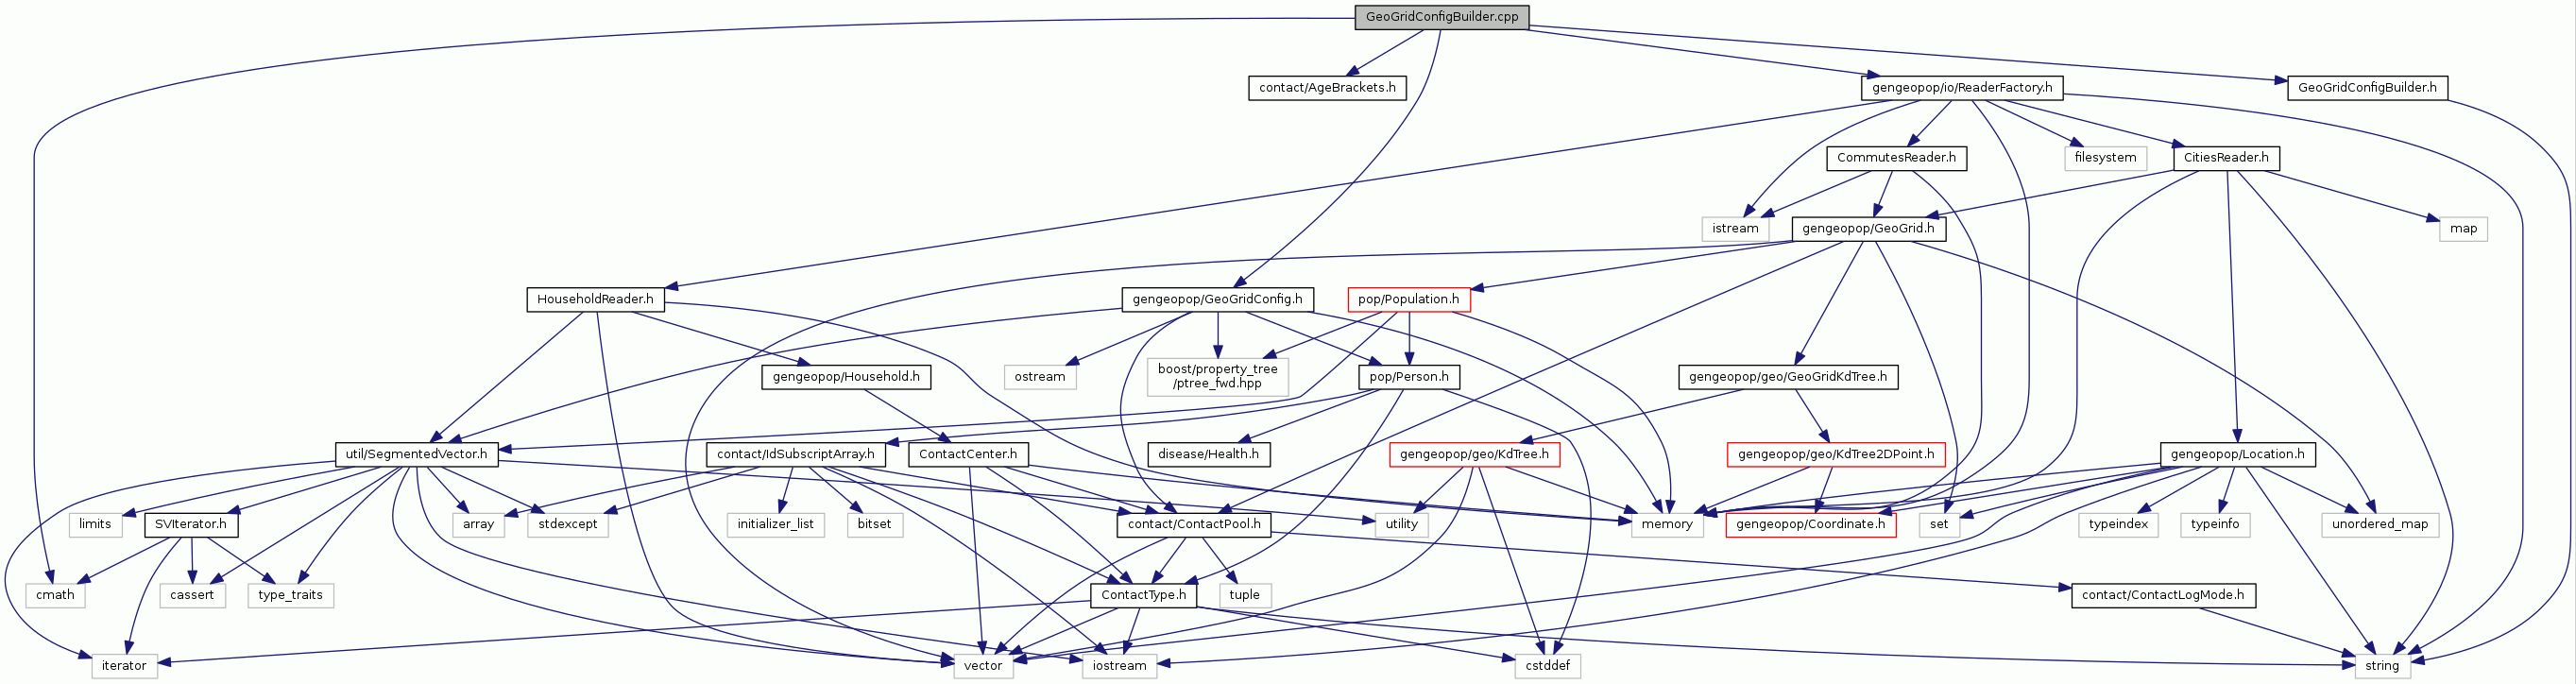 GeoGridConfigBuilder.cpp
contact/AgeBrackets.h
gengeopop/io/ReaderFactory.h
GeoGridConfigBuilder.h
CommutesReader.h
filesystem
CitiesReader.h
istream
gengeopop/GeoGrid.h
map
HouseholdReader.h
gengeopop/GeoGridConfig.h
pop/Population.h
gengeopop/Household.h
ostream
boost/property_tree
/ptree_fwd.hpp
pop/Person.h
gengeopop/geo/GeoGridKdTree.h
util/SegmentedVector.h
contact/IdSubscriptArray.h
ContactCenter.h
disease/Health.h
gengeopop/geo/KdTree.h
gengeopop/geo/KdTree2DPoint.h
gengeopop/Location.h
limits
SVIterator.h
array
stdexcept
initializer_list
bitset
contact/ContactPool.h
utility
memory
gengeopop/Coordinate.h
set
typeindex
typeinfo
unordered_map
cmath
cassert
type_traits
ContactType.h
tuple
contact/ContactLogMode.h
iterator
vector
iostream
cstddef
string